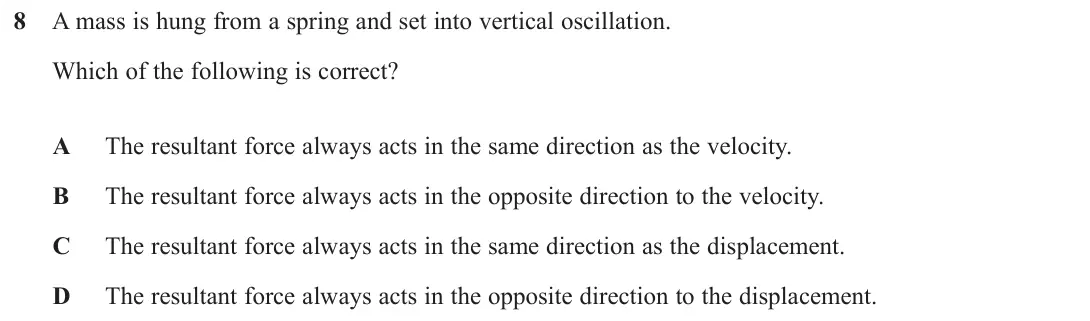 8 A mass is hung from a spring and set into vertical oscillation.
Which of the following is correct?
A The resultant force always acts in the same direction as the velocity.
B The resultant force always acts in the opposite direction to the velocity.
C The resultant force always acts in the same direction as the displacement.
D The resultant force always acts in the opposite direction to the displacement.